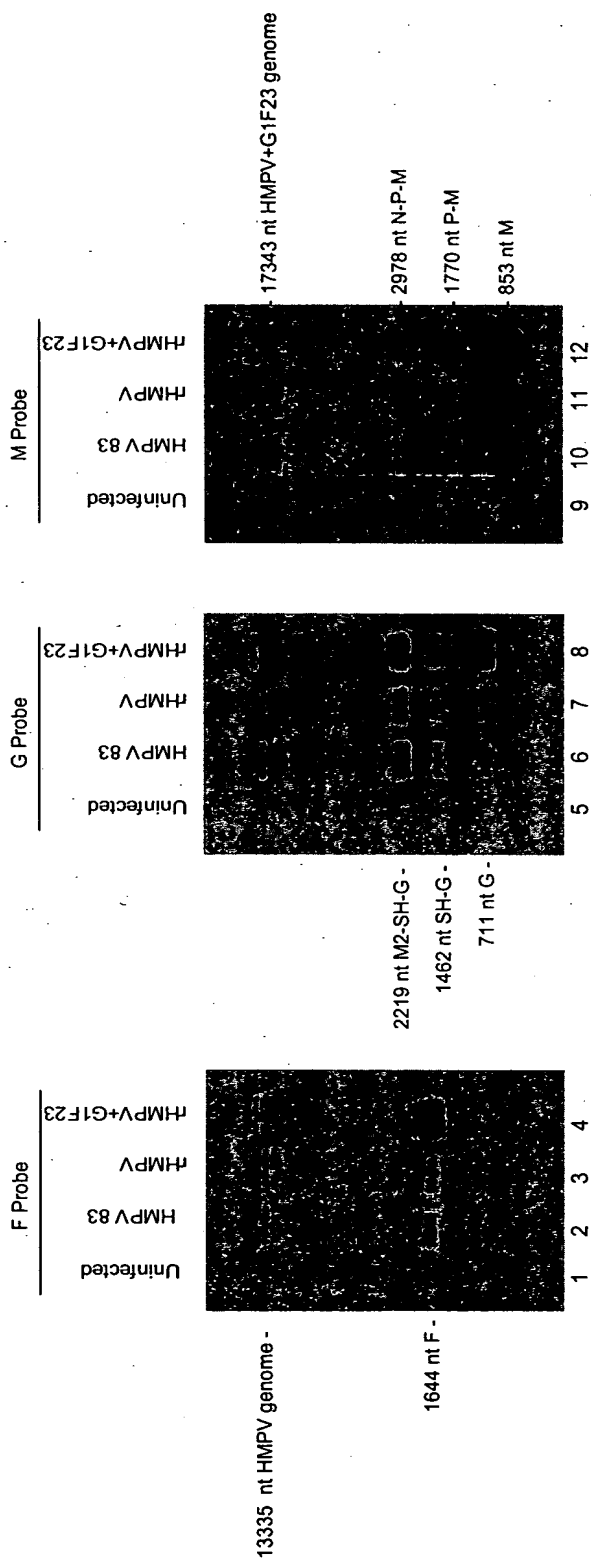 F Probe
Uninfected
HMPV 83
rHMPV
rHMPV+G1F23
13335 nt HMPV genome -
1644 nt F -
1 2 3 4
G Probe
Uninfected
HMPV 83
rHMPV
rHMPV+G1F23
2219 nt M2-SH-G -
1462 nt SH-G -
711 nt G -
5 6 7 8
M Probe
Uninfected
HMPV 83
rHMPV
rHMPV+G1F23
- 17343 nt HMPV+G1F23 genome
- 2978 nt N-P-M
- 1770 nt P-M
- 853 nt M
9 10 11 12